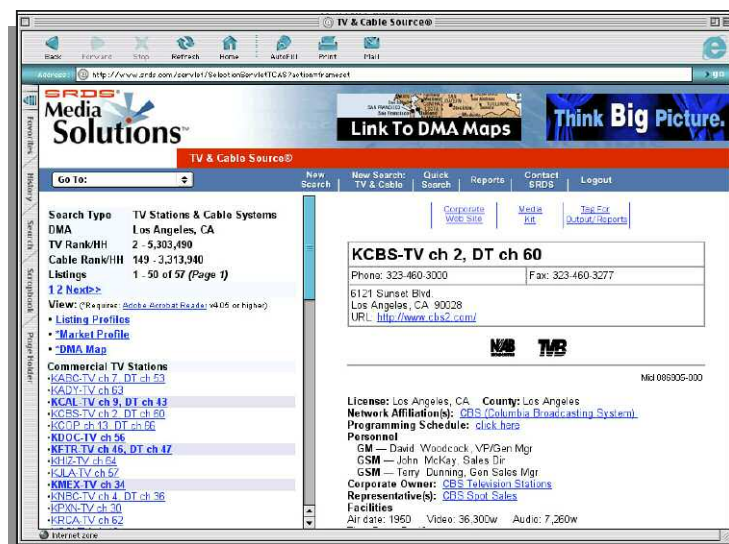 TV & Cable Source®
Back Forward Stop Refresh Home AutoFill Print Mail
Address: http://www.srds.com/servlet/SelectionServletTCAS?action=frameset go
Favorites
History
Search
Scrapbook
Page Holder
SRDS
Media
Solutions
SAN FRANCISCO
Link To DMA Maps
Think Big Picture.
TV & Cable Source®
Go To:
New Search
New Search: TV & Cable
Quick Search
Reports
Contact SRDS
Logout
Search Type TV Stations & Cable Systems
DMA Los Angeles, CA
TV Rank/HH 2 - 5,303,490
Cable Rank/HH 149 - 3,313,940
Listings 1 - 50 of 57 (Page 1)
1 2 Next>>
View: (*Requires Adobe Acrobat Reader v4.05 or higher)
• Listing Profiles
• *Market Profile
• *DMA Map
Commercial TV Stations
•KABC-TV ch 7, DT ch 53
•KADY-TV ch 63
•KCAL-TV ch 9, DT ch 43
•KCBS-TV ch 2, DT ch 60
•KCOP ch 13, DT ch 66
•KDOC-TV ch 56
•KFTR-TV ch 46, DT ch 47
•KHIZ-TV ch 64
•KJLA-TV ch 57
•KMEX-TV ch 34
•KNBC-TV ch 4, DT ch 36
•KPXN-TV ch 30
•KRCA-TV ch 62
Corporate Web Site
Media Kit
Tag For Output/Reports
KCBS-TV ch 2, DT ch 60
Phone: 323-460-3000 Fax: 323-460-3277
6121 Sunset Blvd.
Los Angeles, CA 90028
URL: http://www.cbs2.com/
NAB TVB
Mid 086905-000
License: Los Angeles, CA County: Los Angeles
Network Affiliation(s): CBS (Columbia Broadcasting System).
Programming Schedule: click here
Personnel
GM — David Woodcock, VP/Gen Mgr
GSM — John McKay, Sales Dir
GSM — Terry Dunning, Gen Sales Mgr.
Corporate Owner: CBS Television Stations
Representative(s): CBS Spot Sales
Facilities
Air date: 1950 Video: 36,300w Audio: 7,260w
Internet zone